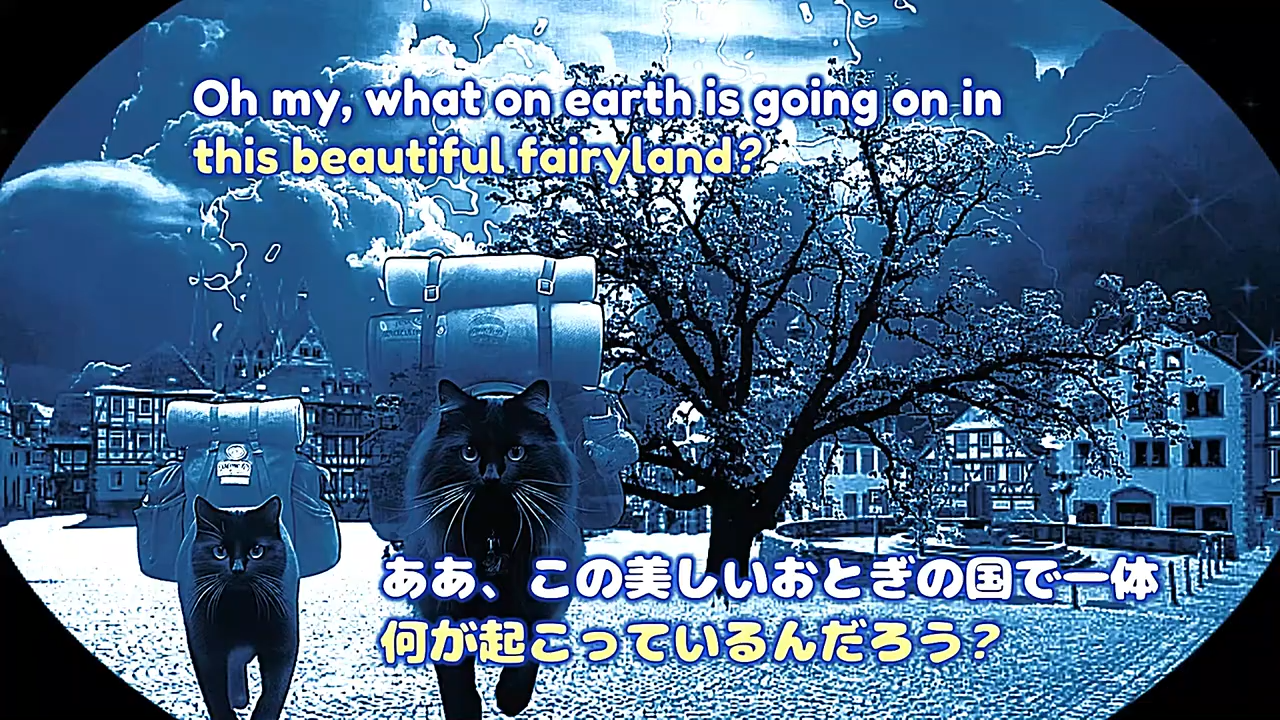 Oh my, what on earth is going on in
this beautiful fairyland?
ああ、この美しいおとぎの国で一体
何が起こっているんだろう?